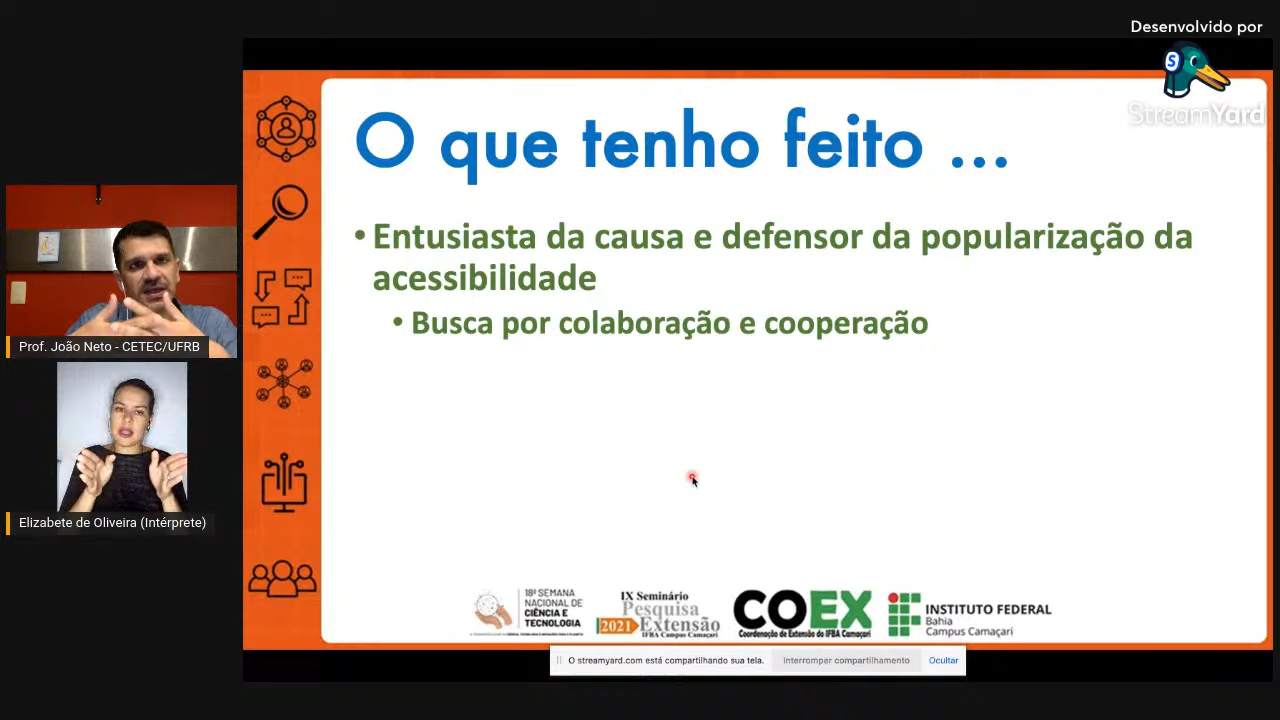 Desenvolvido por
S
StreamYard
O que tenho feito ...
• Entusiasta da causa e defensor da popularização da
acessibilidade
• Busca por colaboração e cooperação
Prof. João Neto - CETEC/UFRB
Elizabete de Oliveira (Intérprete)
18ª SEMANA
NACIONAL DE
CIÊNCIA E
TECNOLOGIA
IX Seminário
Pesquisa
2021 Extensão
IFBA Campus Camaçari
COEX
Coordenação de Extensão do IFBA Camaçari
INSTITUTO FEDERAL
Bahia
Campus Camaçari
O streamyard.com está compartilhando sua tela.
Interromper compartilhamento
Ocultar